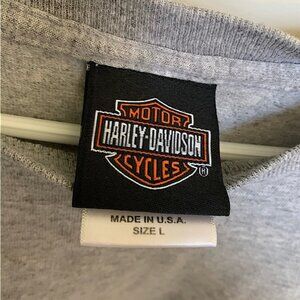 MOTOR
HARLEY-DAVIDSON
CYCLES
®
MADE IN U.S.A.
SIZE L